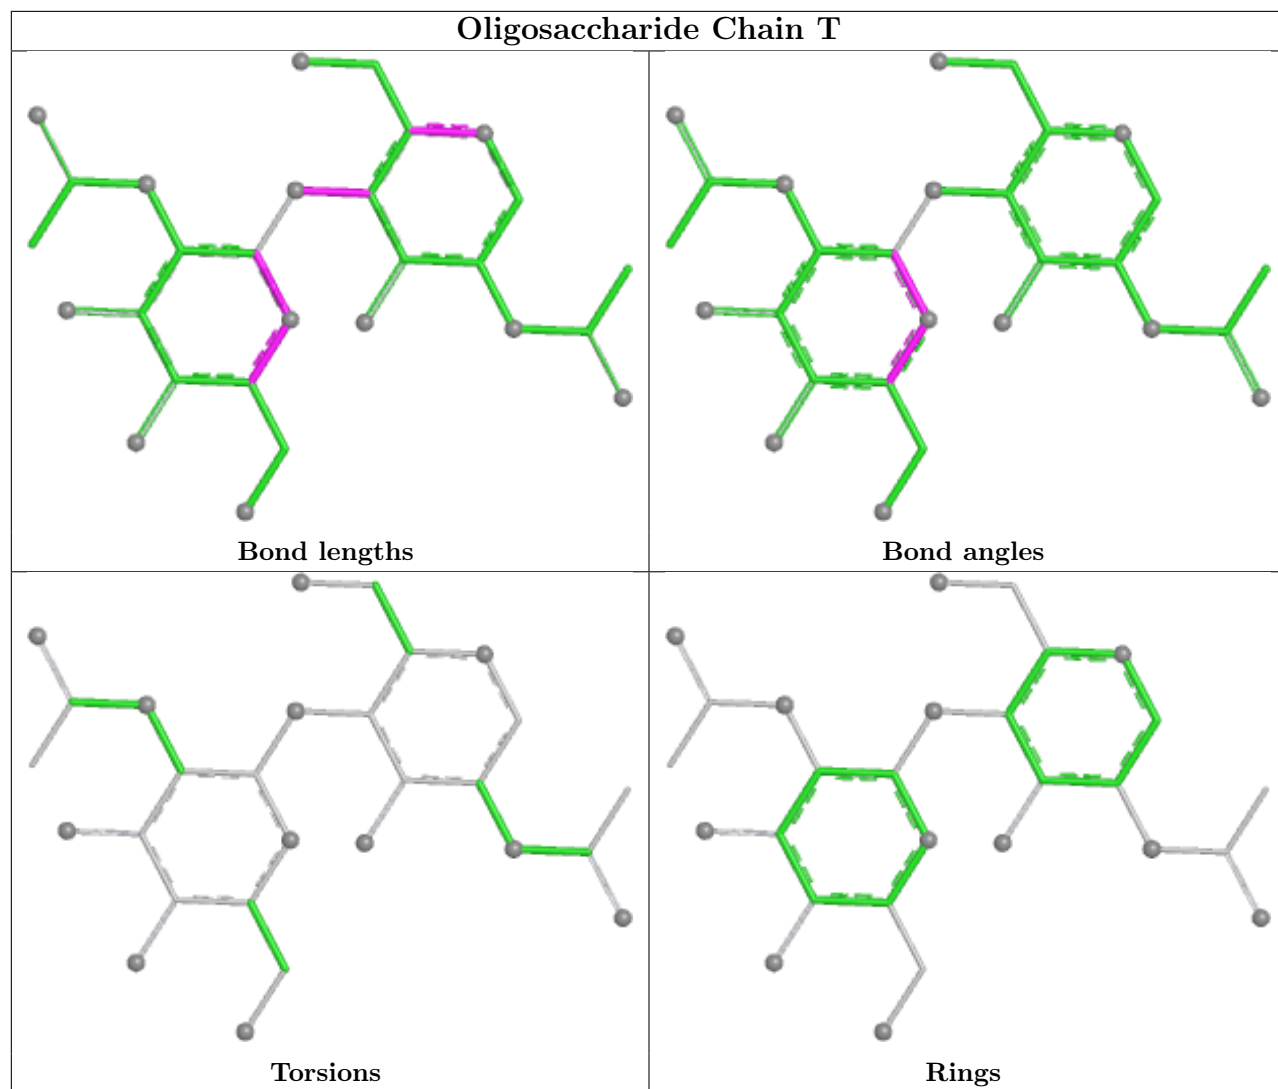 Oligosaccharide Chain T
Bond lengths
Bond angles
Torsions
Rings